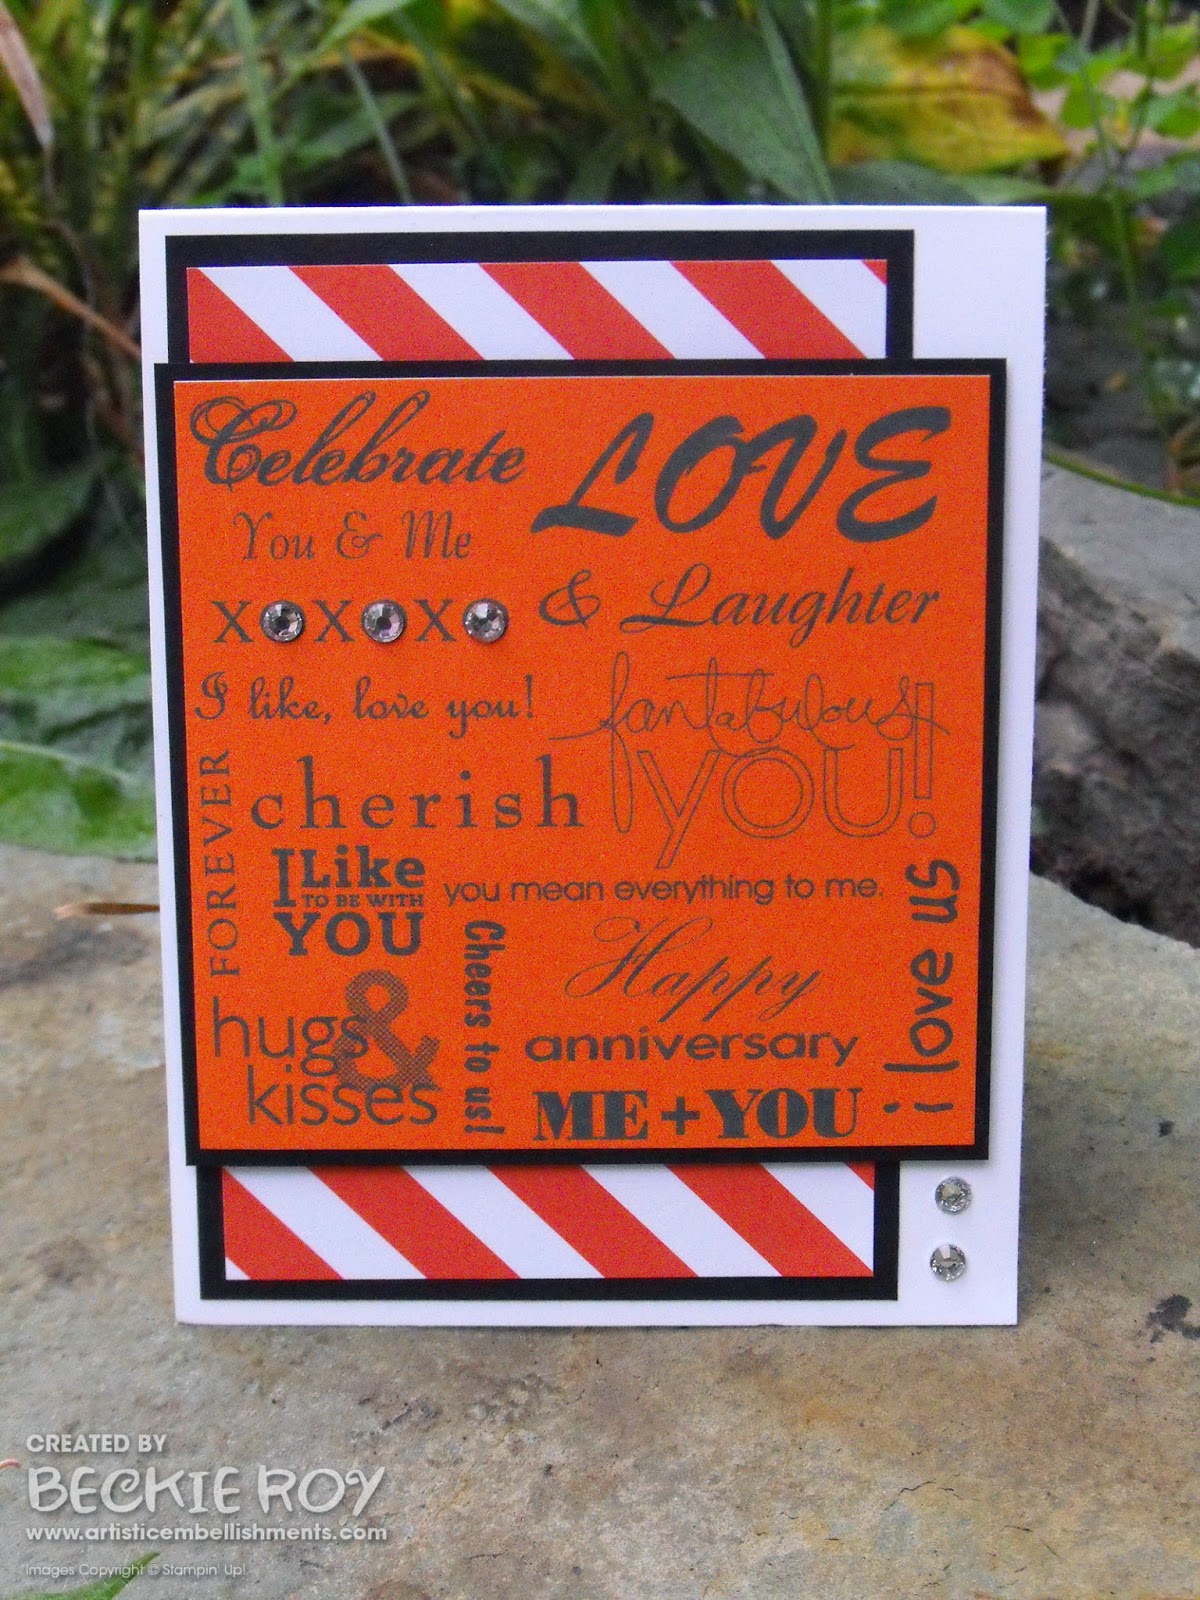 Celebrate
You & Me
LOVE
& Laughter
XOXOXO
I like, love you!
fantabulous
YOU!
FOREVER
cherish
I Like
TO BE WITH
YOU
you mean everything to me.
i love us
hugs &
kisses
Cheers to us!
Happy
anniversary
ME + YOU
CREATED BY
BECKIE ROY
www.artisticembellishments.com
Images Copyright © Stampin' Up!